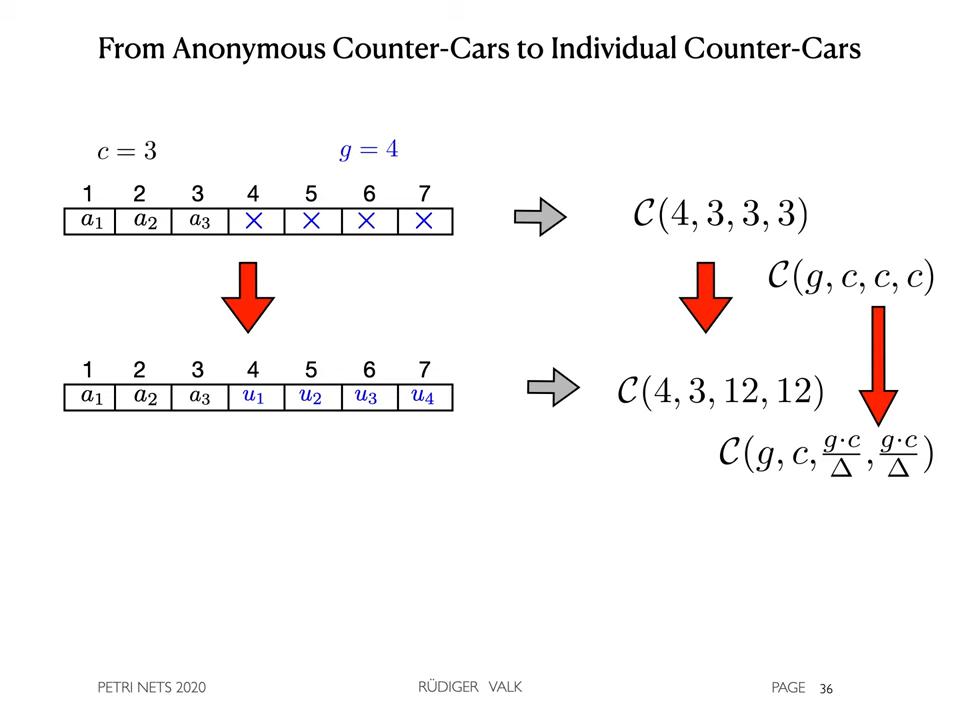 From Anonymous Counter-Cars to Individual Counter-Cars
c = 3 g = 4
1 2 3 4 5 6 7
a₁ a₂ a₃ × × × ×
C(4, 3, 3, 3)
C(g, c, c, c)
1 2 3 4 5 6 7
a₁ a₂ a₃ u₁ u₂ u₃ u₄
C(4, 3, 12, 12)
C(g, c, g·c/Δ, g·c/Δ)
PETRI NETS 2020 RÜDIGER VALK PAGE 36